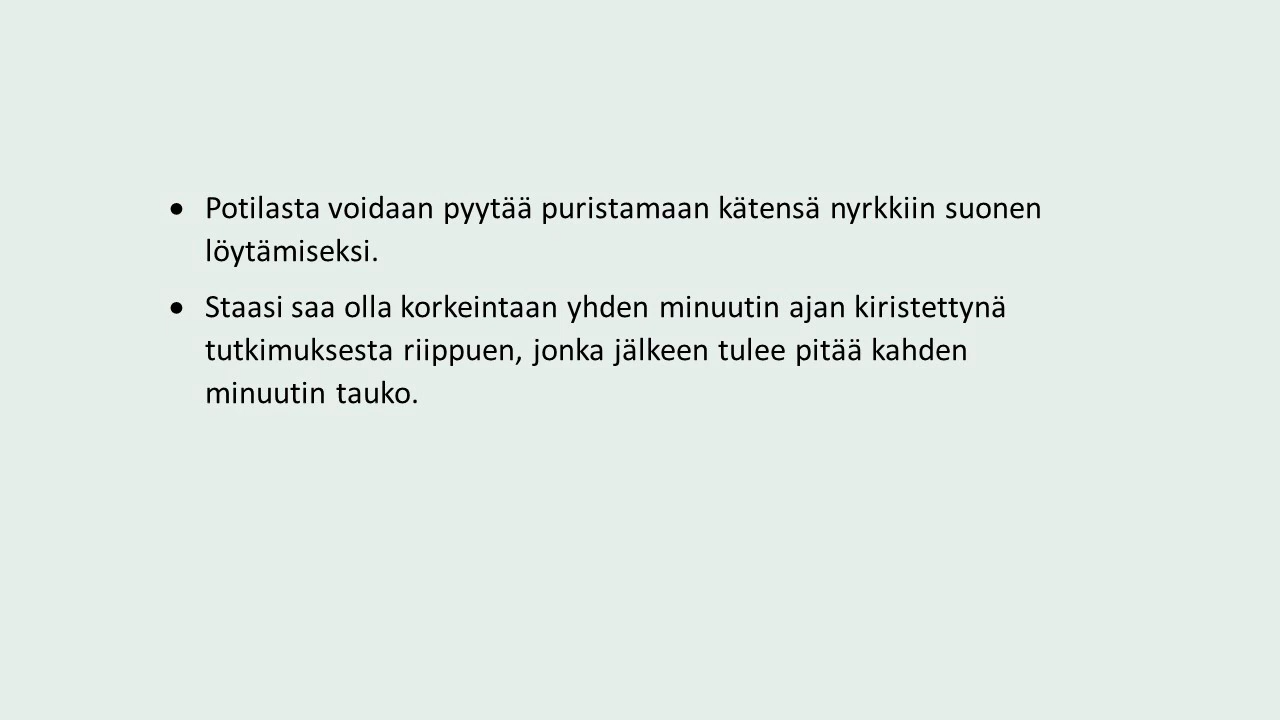 • Potilasta voidaan pyytää puristamaan kätensä nyrkkiin suonen
löytämiseksi.
• Staasi saa olla korkeintaan yhden minuutin ajan kiristettynä
tutkimuksesta riippuen, jonka jälkeen tulee pitää kahden
minuutin tauko.